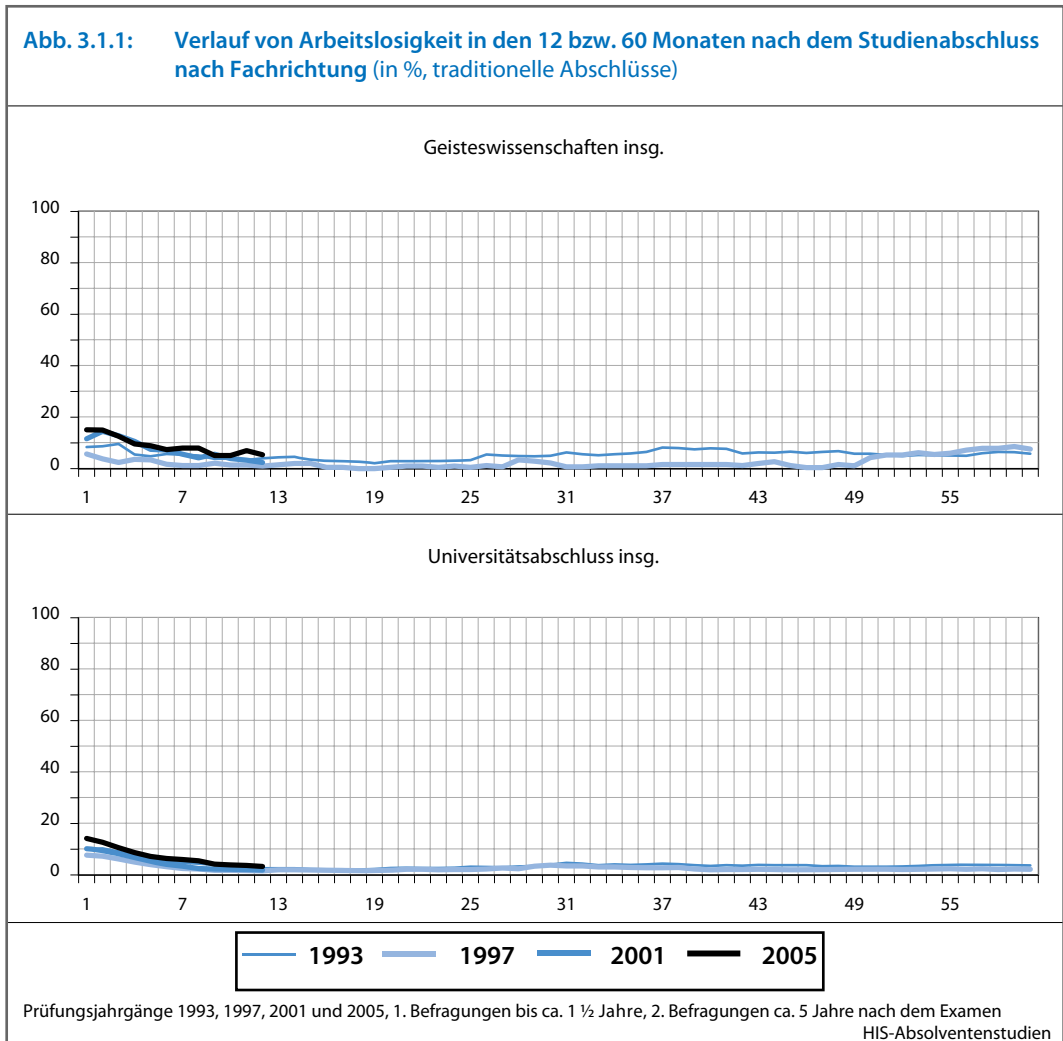 Abb. 3.1.1: Verlauf von Arbeitslosigkeit in den 12 bzw. 60 Monaten nach dem Studienabschluss
nach Fachrichtung (in %, traditionelle Abschlüsse)
Geisteswissenschaften insg.
100
80
60
40
20
0
1 7 13 19 25 31 37 43 49 55
Universitätsabschluss insg.
100
80
60
40
20
0
1 7 13 19 25 31 37 43 49 55
1993 1997 2001 2005
Prüfungsjahrgänge 1993, 1997, 2001 und 2005, 1. Befragungen bis ca. 1 ½ Jahre, 2. Befragungen ca. 5 Jahre nach dem Examen
HIS-Absolventenstudien